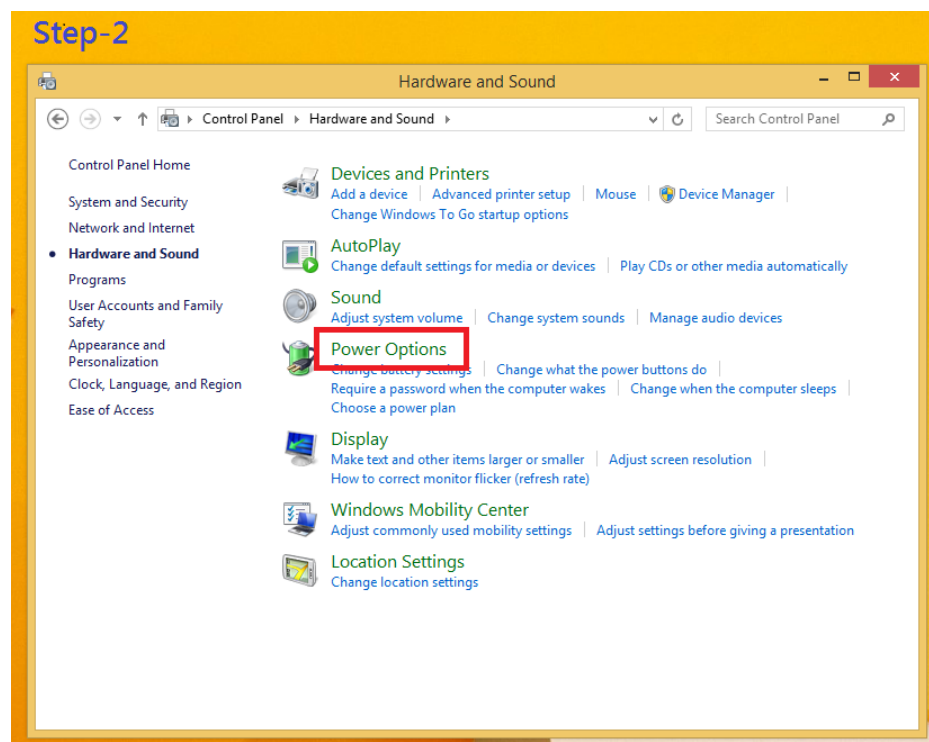 Step-2
Hardware and Sound
Control Panel Hardware and Sound
Search Control Panel
Control Panel Home
System and Security
Network and Internet
Hardware and Sound
Programs
User Accounts and Family
Safety
Appearance and
Personalization
Clock, Language, and Region
Ease of Access
Devices and Printers
Add a device Advanced printer setup Mouse Device Manager
Change Windows To Go startup options
AutoPlay
Change default settings for media or devices Play CDs or other media automatically
Sound
Adjust system volume Change system sounds Manage audio devices
Power Options
Change battery settings Change what the power buttons do
Require a password when the computer wakes Change when the computer sleeps
Choose a power plan
Display
Make text and other items larger or smaller Adjust screen resolution
How to correct monitor flicker (refresh rate)
Windows Mobility Center
Adjust commonly used mobility settings Adjust settings before giving a presentation
Location Settings
Change location settings